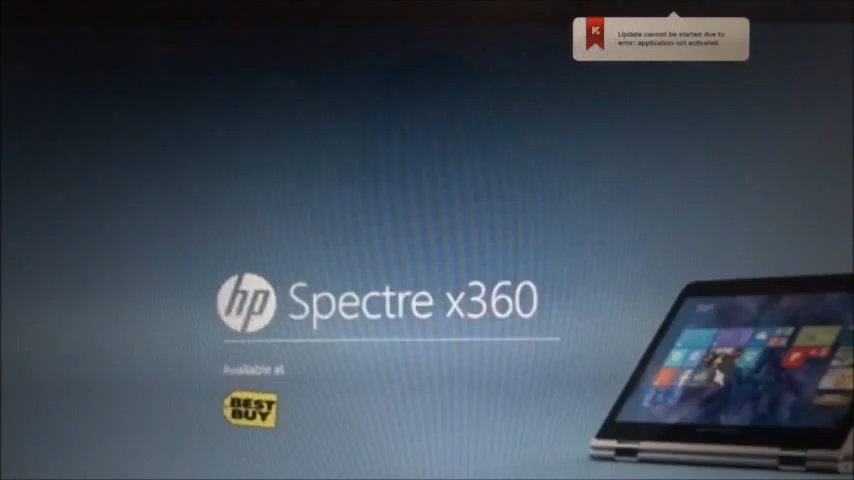 Update cannot be started due to
error: application not activated.
hp Spectre x360
Available at
BEST
BUY